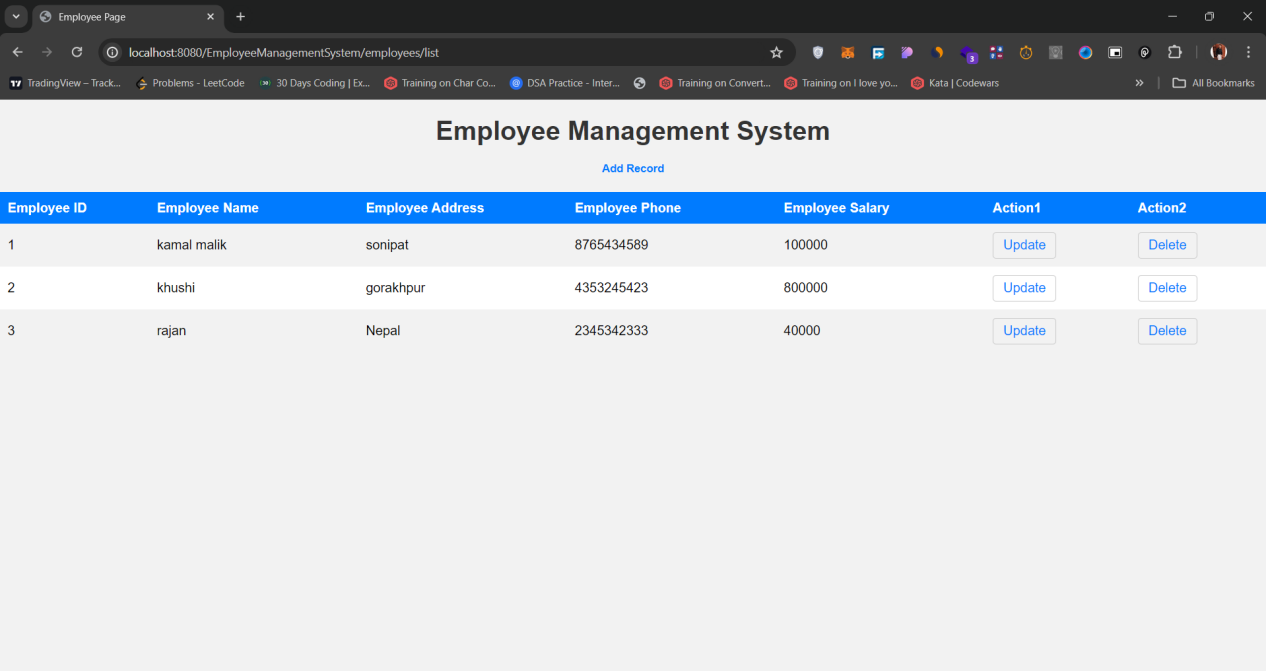 Employee Page
localhost:8080/EmployeeManagementSystem/employees/list
3
TradingView – Track... Problems - LeetCode 30 Days Coding | Ex... Training on Char Co... DSA Practice - Inter... Training on Convert... Training on I love yo... Kata | Codewars » All Bookmarks
Employee Management System
Add Record
Employee ID Employee Name Employee Address Employee Phone Employee Salary Action1 Action2
1 kamal malik sonipat 8765434589 100000 Update Delete
2 khushi gorakhpur 4353245423 800000 Update Delete
3 rajan Nepal 2345342333 40000 Update Delete